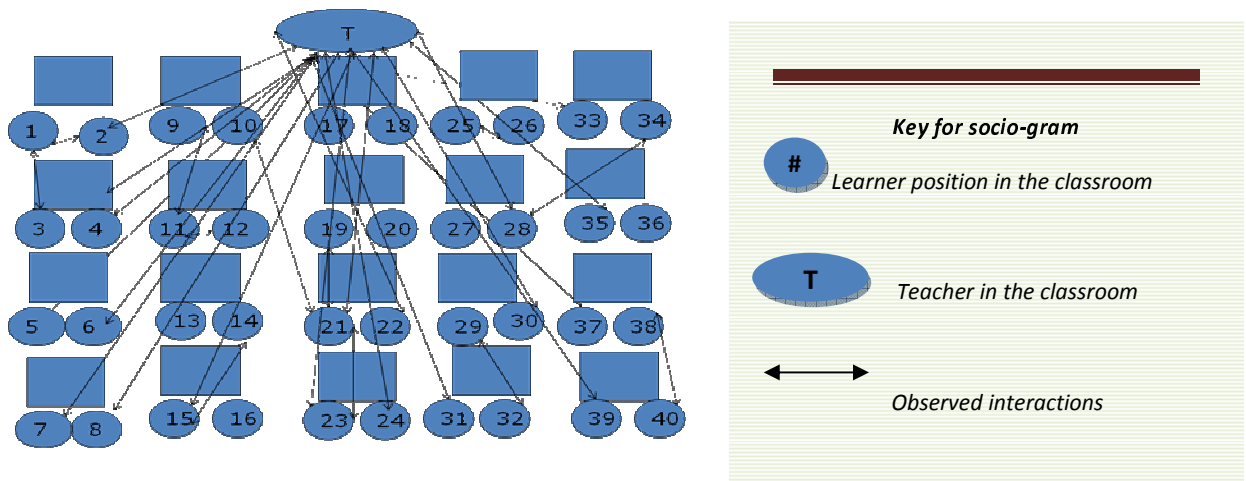 T
1 2 9 10 17 18 25 26 33 34
3 4 11 12 19 20 27 28 35 36
5 6 13 14 21 22 29 30 37 38
7 8 15 16 23 24 31 32 39 40
Key for socio-gram
#
Learner position in the classroom
T
Teacher in the classroom
Observed interactions